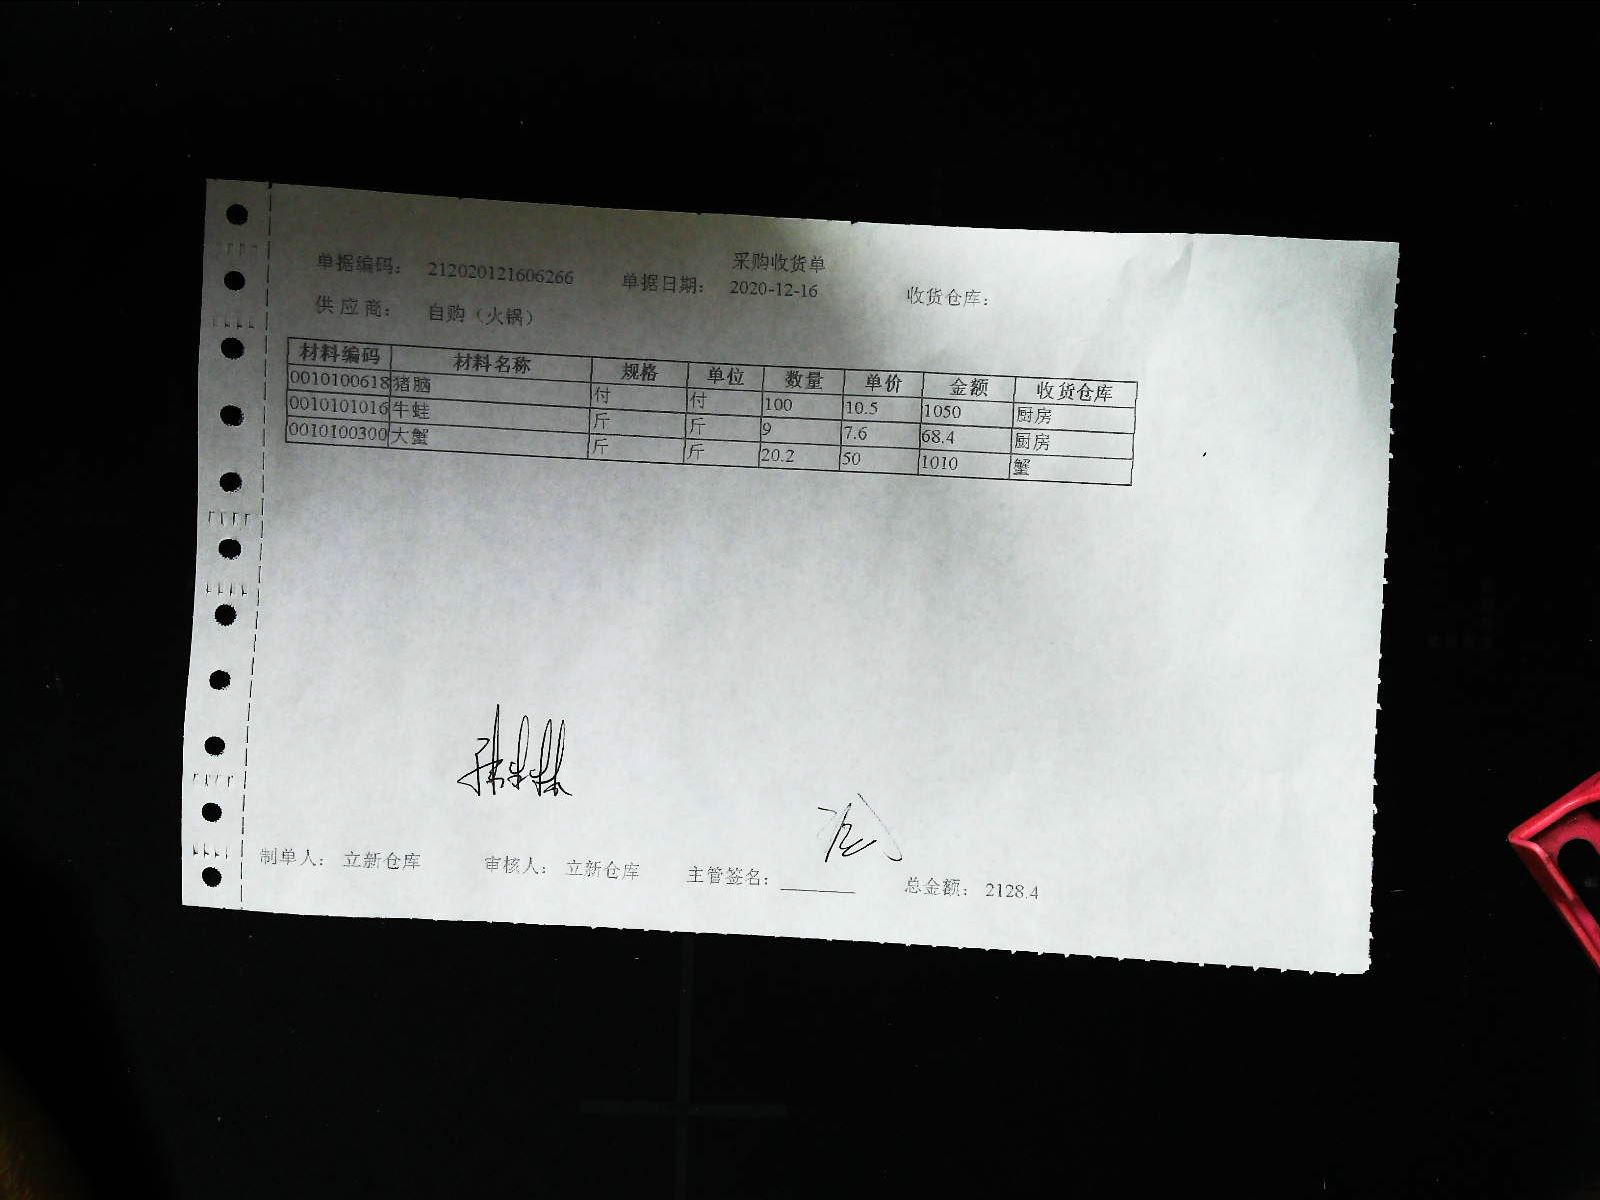 采购收货单
单据编码： 212020121606266 单据日期： 2020-12-16 收货仓库：
供 应 商： 自购（火锅）
材料编码 材料名称 规格 单位 数量 单价 金额 收货仓库
0010100618 猪脑 付 付 100 10.5 1050 厨房
0010101016 牛蛙 斤 斤 9 7.6 68.4 厨房
0010100300 大蟹 斤 斤 20.2 50 1010 蟹
制单人： 立新仓库 审核人： 立新仓库 主管签名： 总金额： 2128.4